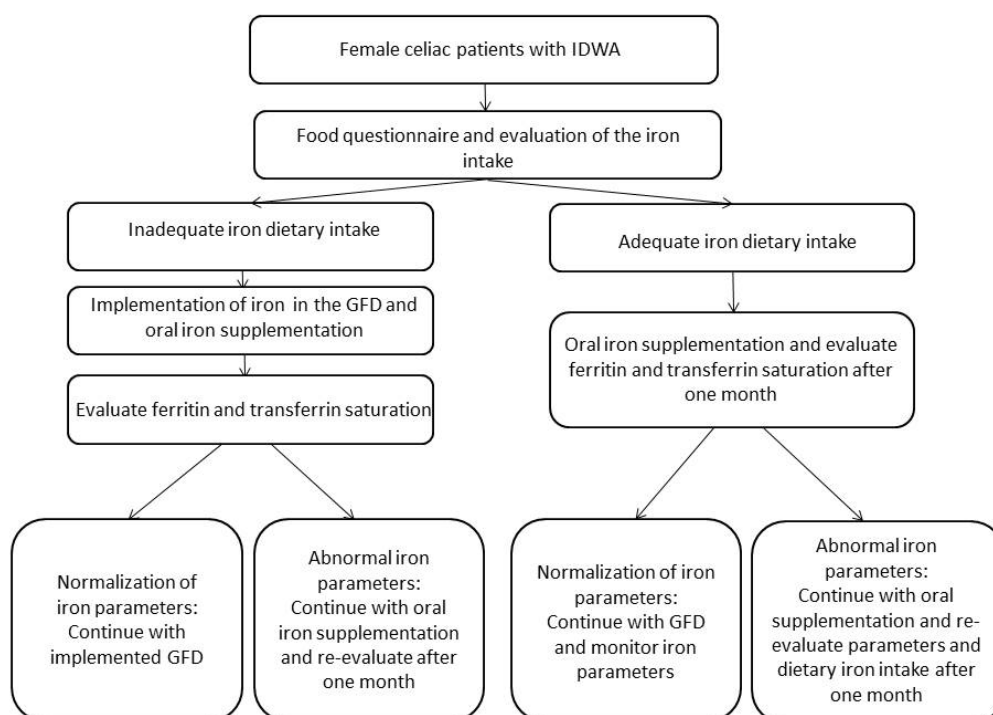 Female celiac patients with IDWA
Food questionnaire and evaluation of the iron
intake
Inadequate iron dietary intake
Adequate iron dietary intake
Implementation of iron in the GFD and
oral iron supplementation
Oral iron supplementation and evaluate
ferritin and transferrin saturation after
one month
Evaluate ferritin and transferrin saturation
Normalization of
iron parameters:
Continue with
implemented GFD
Abnormal iron
parameters:
Continue with oral
iron supplementation
and re-evaluate after
one month
Normalization of iron
parameters:
Continue with GFD
and monitor iron
parameters
Abnormal iron
parameters:
Continue with oral
supplementation and re-
evaluate parameters and
dietary iron intake after
one month